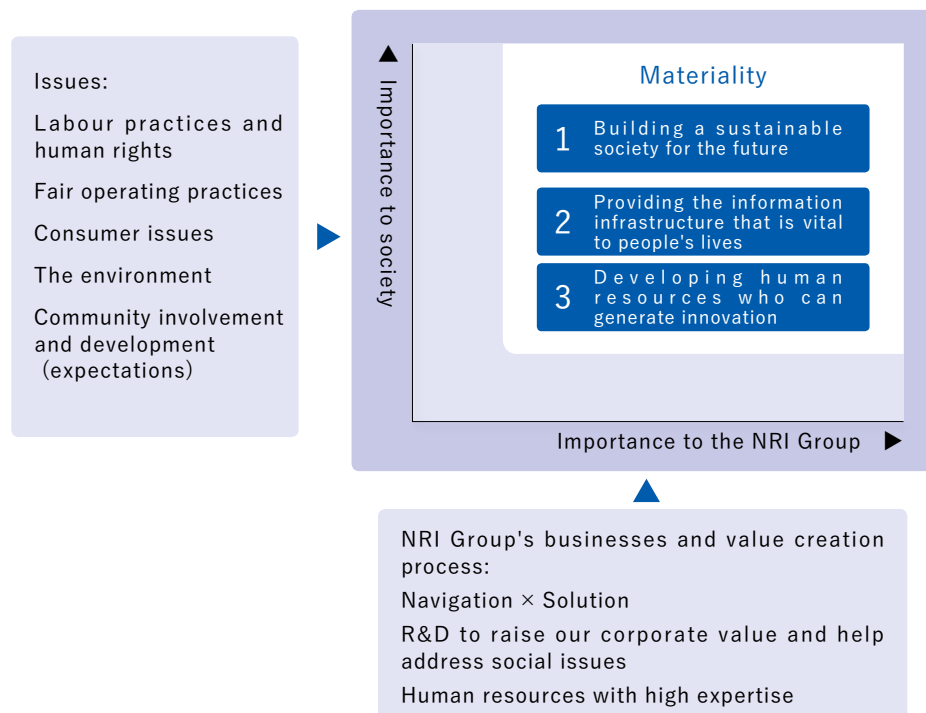 Issues:
Labour practices and
human rights
Fair operating practices
Consumer issues
The environment
Community involvement
and development
(expectations)
Importance to society
Materiality
1
Building a sustainable
society for the future
2
Providing the information
infrastructure that is vital
to people's lives
3
Developing human
resources who can
generate innovation
Importance to the NRI Group
NRI Group's businesses and value creation
process:
Navigation × Solution
R&D to raise our corporate value and help
address social issues
Human resources with high expertise